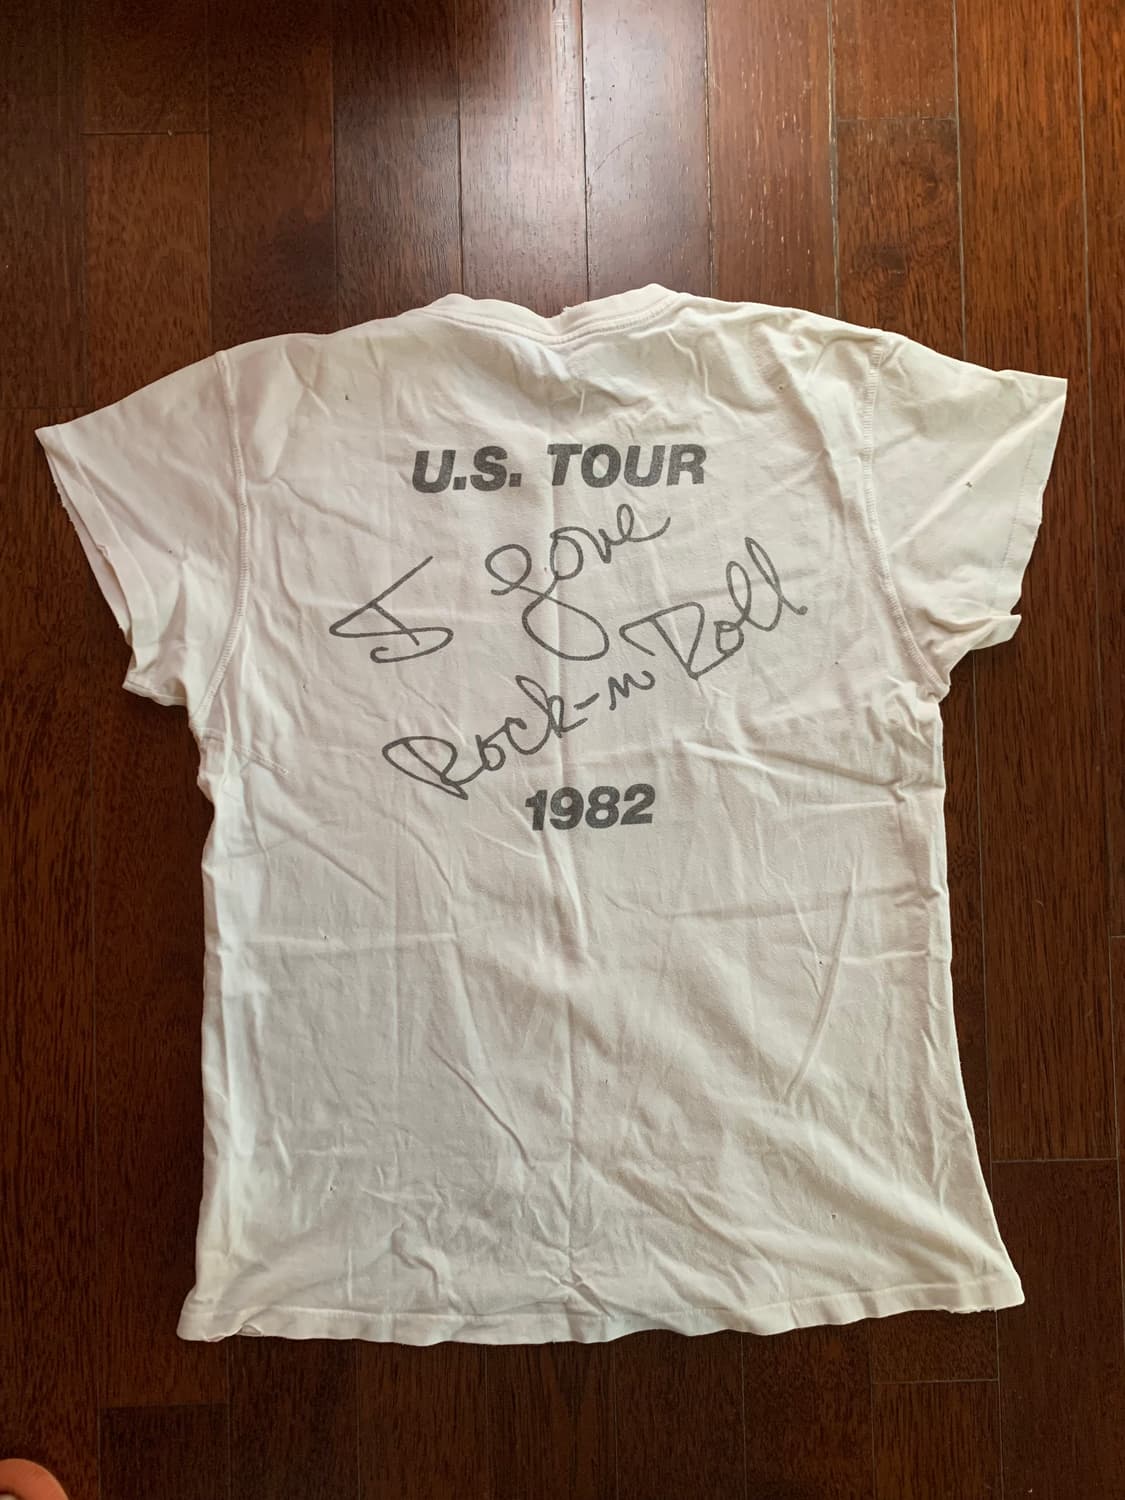 U.S. TOUR
I Love
Rock-n Roll
1982